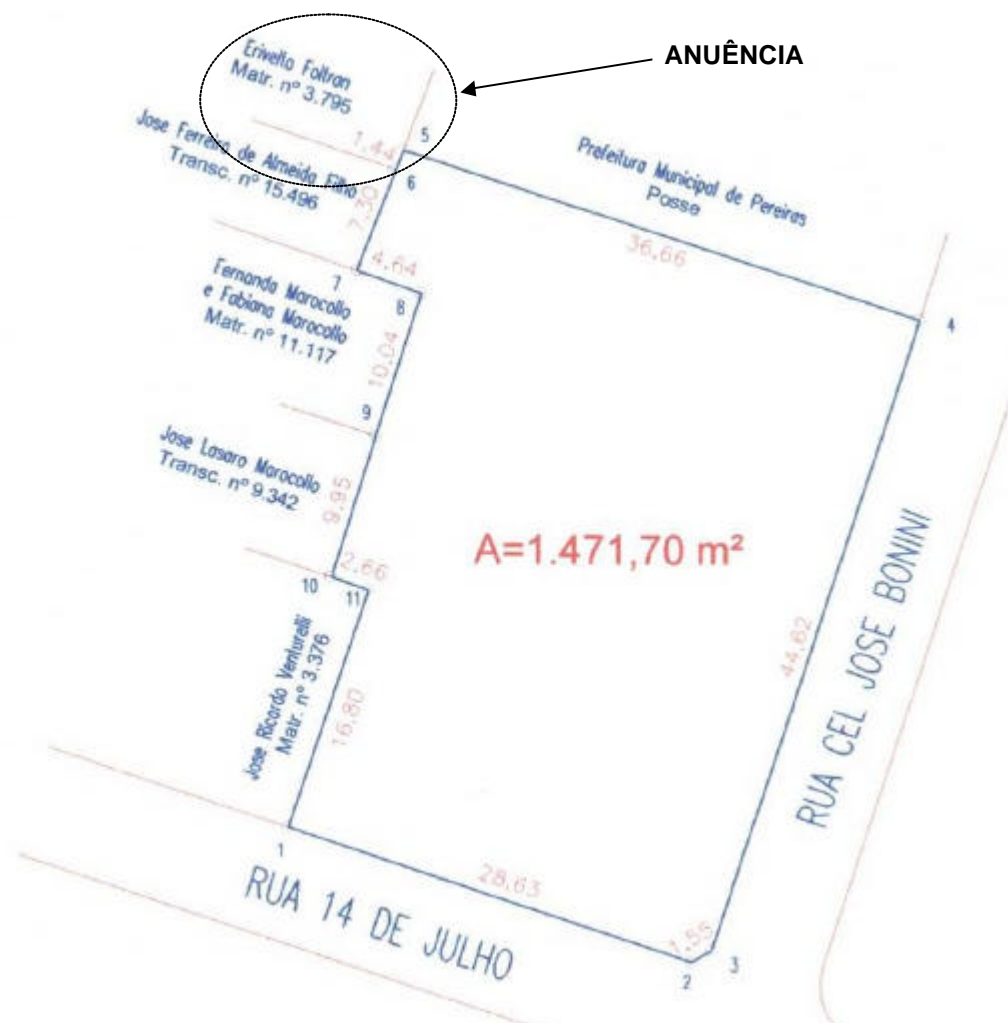 ANUÊNCIA
Erivelto Foltran
Matr. nº 3.795
Jose Ferreira de Almeida Filho
Transc. nº 15.496
1,44
5
6
7,30
Prefeitura Municipal de Pereiras
Posse
36,66
4
7
4,64
8
Fernanda Marocollo
e Fabiana Marocollo
Matr. nº 11.117
10,04
9
Jose Lasaro Marocollo
Transc. nº 9.342
9,95
A=1.471,70 m²
10
2,66
11
Jose Ricardo Venturelli
Matr. nº 3.376
16,80
44,62
RUA CEL JOSE BONINI
1
28,63
1,55
2
3
RUA 14 DE JULHO